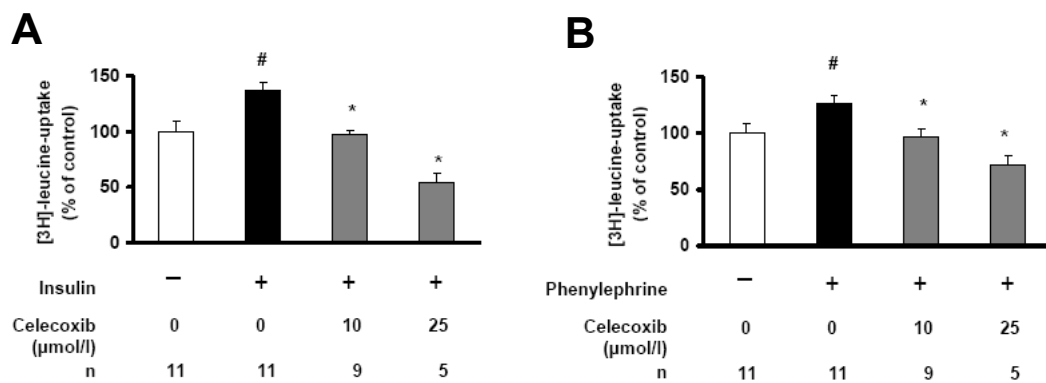 A
#
*
*
[3H]-leucine-uptake
(% of control)
150
100
50
0
Insulin − + + +
Celecoxib 0 0 10 25
(µmol/l)
n 11 11 9 5
B
#
*
*
[3H]-leucine-uptake
(% of control)
150
100
50
0
Phenylephrine − + + +
Celecoxib 0 0 10 25
(µmol/l)
n 11 11 9 5